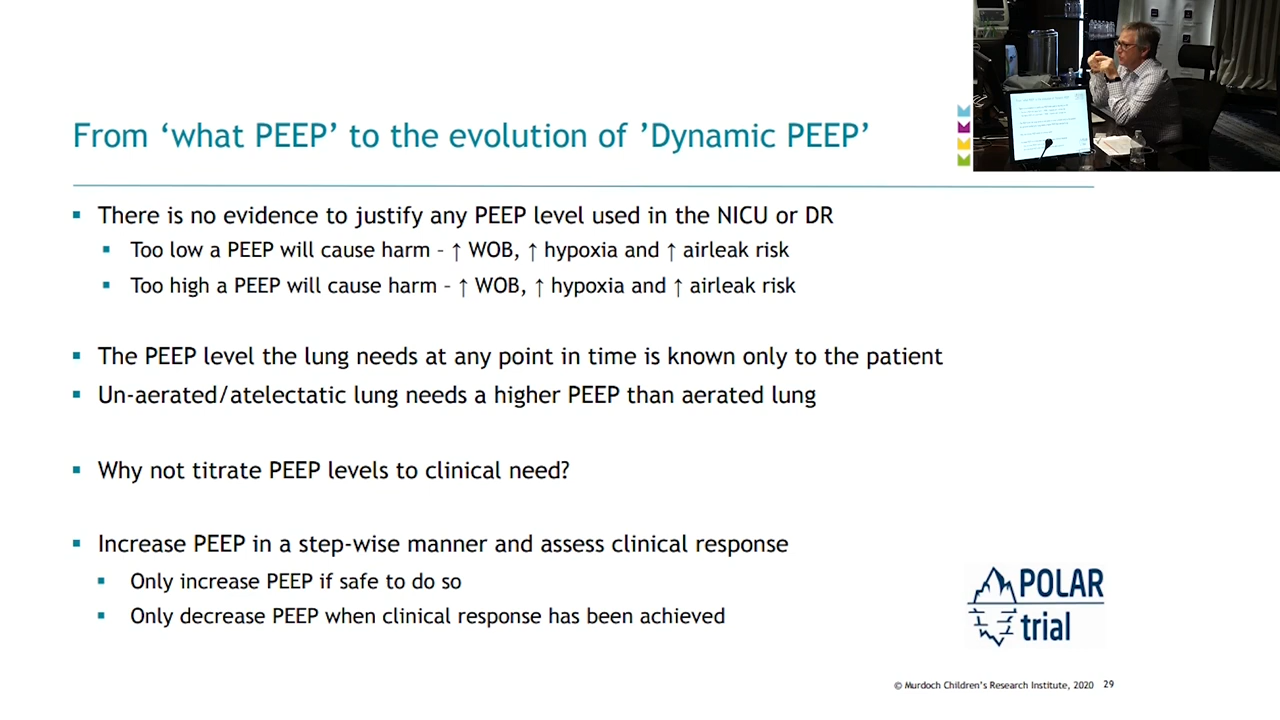 From ‘what PEEP’ to the evolution of ’Dynamic PEEP’
There is no evidence to justify any PEEP level used in the NICU or DR
Too low a PEEP will cause harm – ↑ WOB, ↑ hypoxia and ↑ airleak risk
Too high a PEEP will cause harm – ↑ WOB, ↑ hypoxia and ↑ airleak risk
The PEEP level the lung needs at any point in time is known only to the patient
Un-aerated/atelectatic lung needs a higher PEEP than aerated lung
Why not titrate PEEP levels to clinical need?
Increase PEEP in a step-wise manner and assess clinical response
Only increase PEEP if safe to do so
Only decrease PEEP when clinical response has been achieved
POLAR
trial
© Murdoch Children’s Research Institute, 2020 29